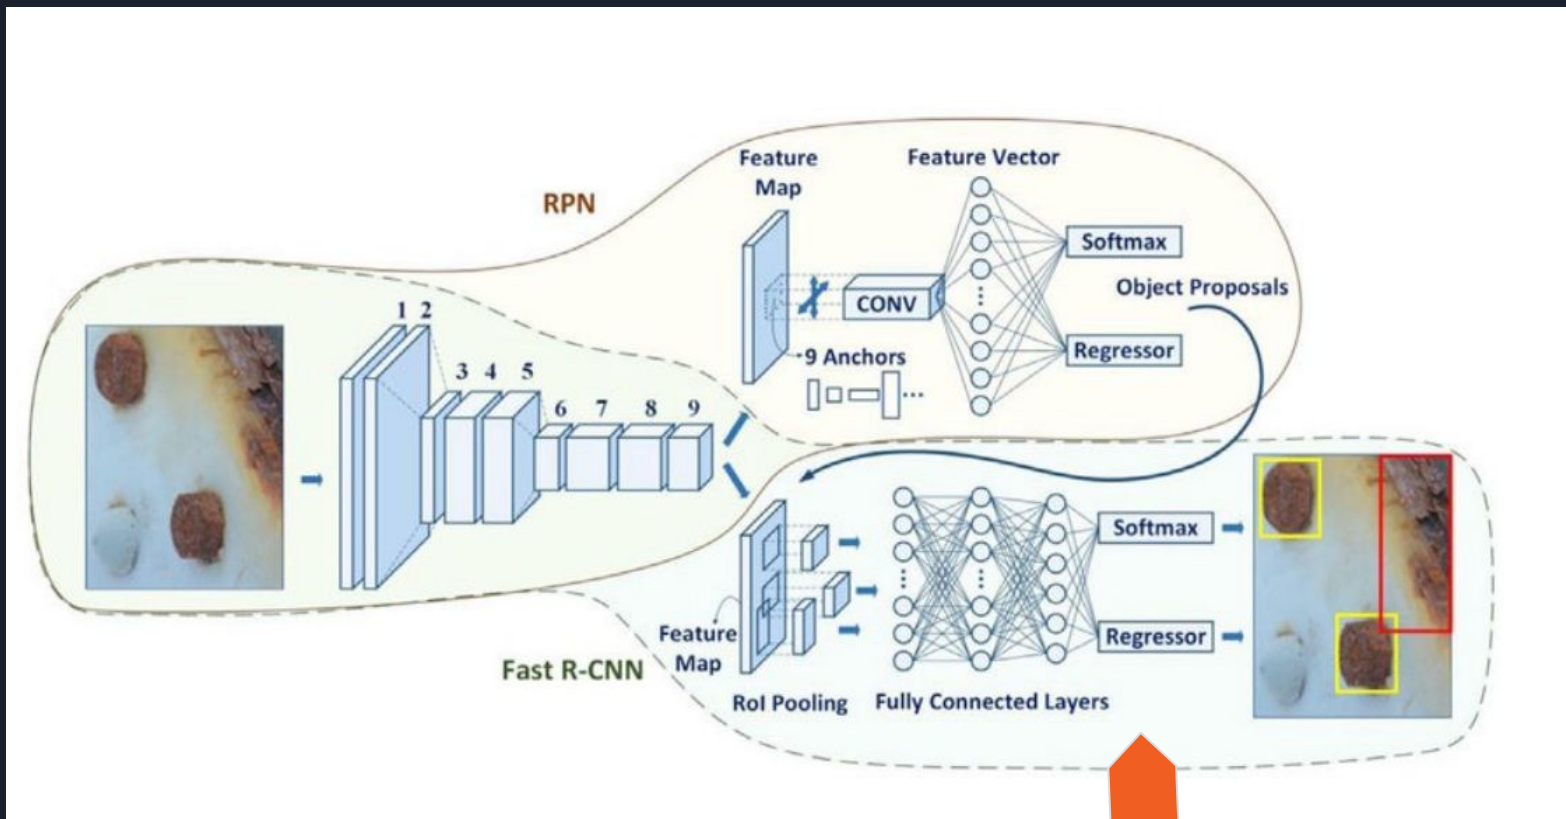 Feature
Map
Feature Vector
RPN
Softmax
CONV
Object Proposals
1 2
3 4 5
9 Anchors
Regressor
6 7 8 9
Softmax
Feature
Map
Regressor
Fast R-CNN
RoI Pooling
Fully Connected Layers